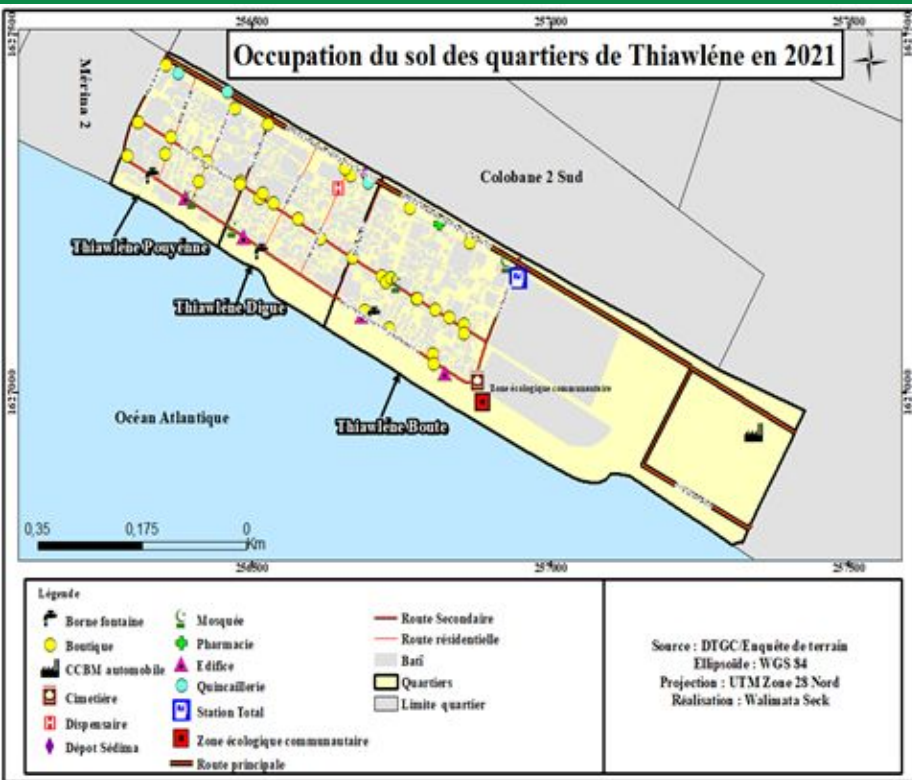 Occupation du sol des quartiers de Thiawléne en 2021
256500
257000
257500
1627500
1627500
Mérina 2
Colobane 2 Sud
Thiawléne Pouyénne
Thiawléne Digue
Thiawléne Boute
Zone écologique communautaire
Océan Atlantique
1627000
1627000
0,35 0,175 0
Km
256500
257000
257500
Légende
Borne fontaine
Boutique
CCBM automobile
Cimetière
Dispensaire
Dépot Sédima
Mosquée
Pharmacie
Edifice
Quincaillerie
Station Total
Zone écologique communautaire
Route principale
Route Secondaire
Route résidentielle
Batî
Quartiers
Limite quartier
Source : DTGC/Enquête de terrain
Ellipsoïde : WGS 84
Projection : UTM Zone 28 Nord
Réalisation : Walimata Seck